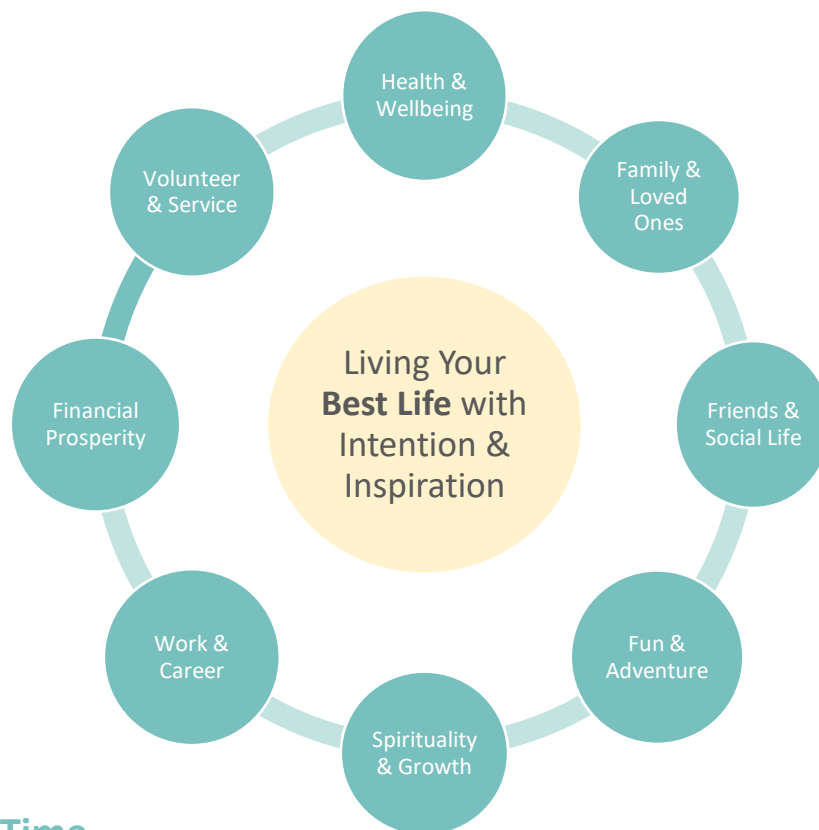 Health &
Wellbeing
Family &
Loved
Ones
Friends &
Social Life
Fun &
Adventure
Spirituality
& Growth
Work &
Career
Financial
Prosperity
Volunteer
& Service
Living Your
Best Life with
Intention &
Inspiration
Time